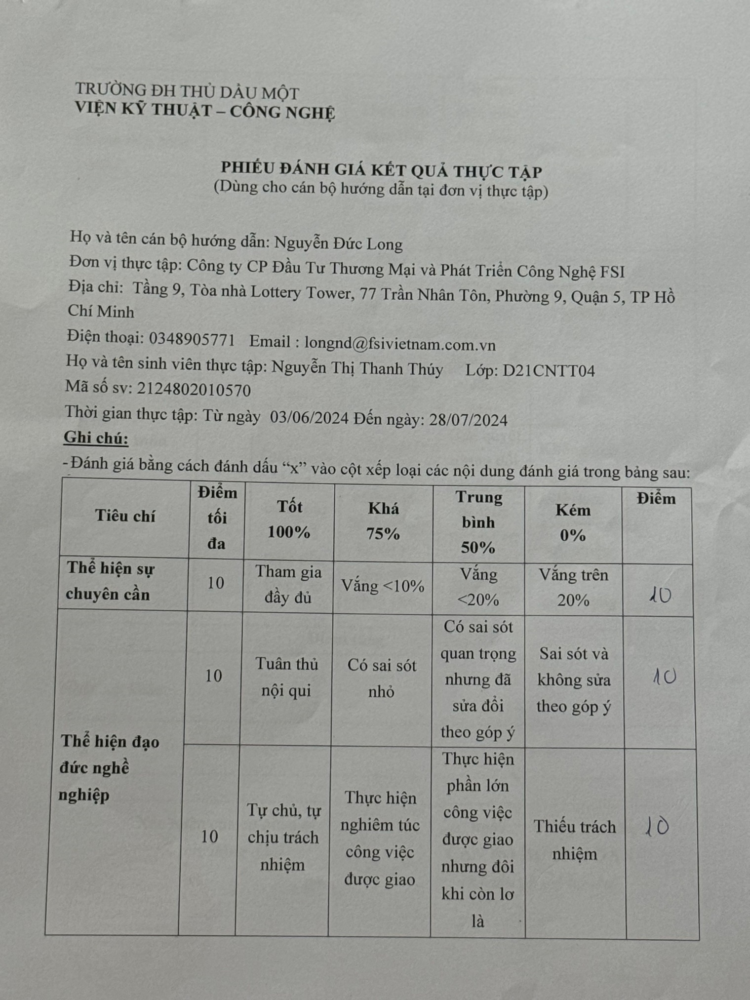 TRƯỜNG ĐH THỦ DẦU MỘT
VIỆN KỸ THUẬT – CÔNG NGHỆ
PHIẾU ĐÁNH GIÁ KẾT QUẢ THỰC TẬP
(Dùng cho cán bộ hướng dẫn tại đơn vị thực tập)
Họ và tên cán bộ hướng dẫn: Nguyễn Đức Long
Đơn vị thực tập: Công ty CP Đầu Tư Thương Mại và Phát Triển Công Nghệ FSI
Địa chỉ: Tầng 9, Tòa nhà Lottery Tower, 77 Trần Nhân Tôn, Phường 9, Quận 5, TP Hồ
Chí Minh
Điện thoại: 0348905771 Email : longnd@fsivietnam.com.vn
Họ và tên sinh viên thực tập: Nguyễn Thị Thanh Thúy Lớp: D21CNTT04
Mã số sv: 2124802010570
Thời gian thực tập: Từ ngày 03/06/2024 Đến ngày: 28/07/2024
Ghi chú:
-Đánh giá bằng cách đánh dấu “x” vào cột xếp loại các nội dung đánh giá trong bảng sau:
Tiêu chí
Điểm
tối
đa
Tốt
100%
Khá
75%
Trung
bình
50%
Kém
0%
Điểm
Thể hiện sự
chuyên cần
10
Tham gia
đầy đủ
Vắng <10%
Vắng
<20%
Vắng trên
20%
10
Thể hiện đạo
đức nghề
nghiệp
10
Tuân thủ
nội qui
Có sai sót
nhỏ
Có sai sót
quan trọng
nhưng đã
sửa đổi
theo góp ý
Sai sót và
không sửa
theo góp ý
10
10
Tự chủ, tự
chịu trách
nhiệm
Thực hiện
nghiêm túc
công việc
được giao
Thực hiện
phần lớn
công việc
được giao
nhưng đôi
khi còn lơ
là
Thiếu trách
nhiệm
10